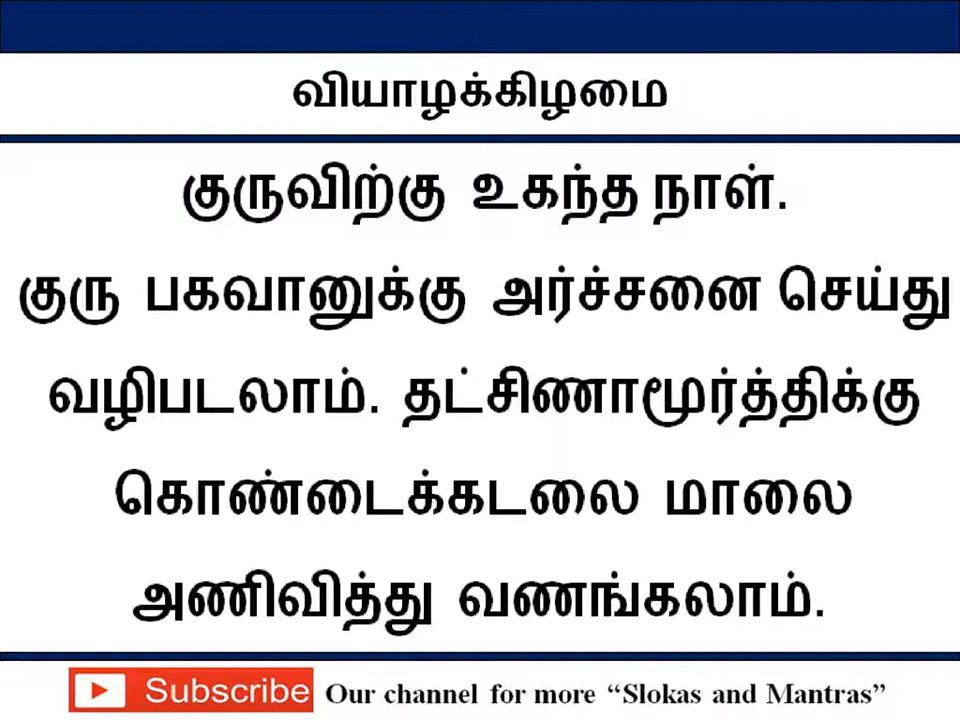 வியாழக்கிழமை
குருவிற்கு உகந்த நாள்.
குரு பகவானுக்கு அர்ச்சனை செய்து
வழிபடலாம். தட்சிணாமூர்த்திக்கு
கொண்டைக்கடலை மாலை
அணிவித்து வணங்கலாம்.
Subscribe Our channel for more “Slokas and Mantras”